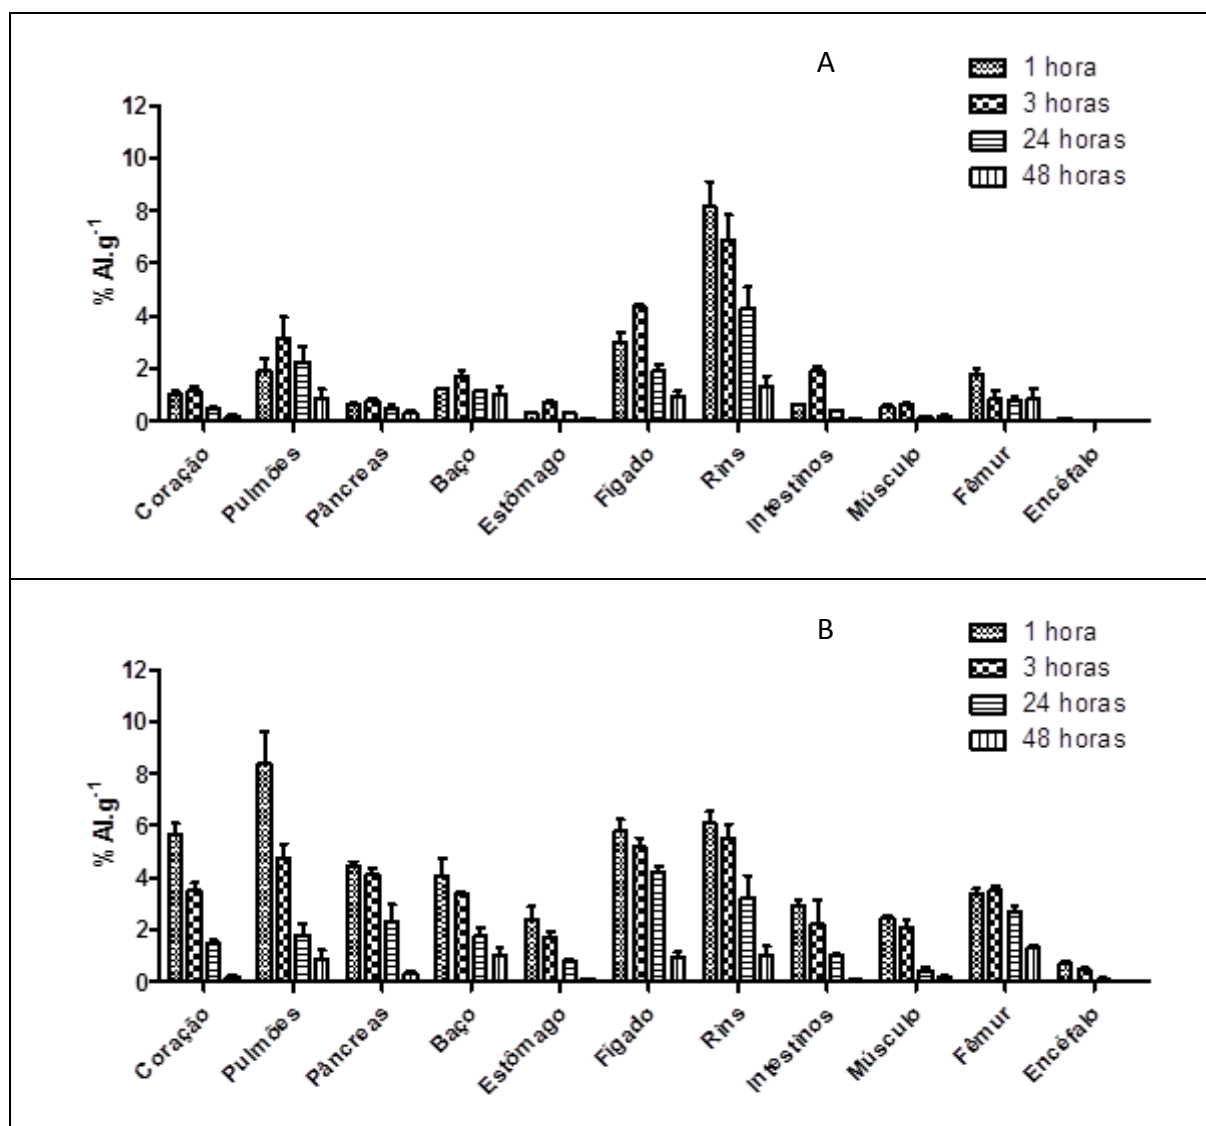 A
1 hora
3 horas
24 horas
48 horas
% AI.g-1
12
10
8
6
4
2
0
Coração
Pulmões
Pâncreas
Baço
Estômago
Fígado
Rins
Intestinos
Músculo
Fêmur
Encéfalo
B
1 hora
3 horas
24 horas
48 horas
% AI.g-1
12
10
8
6
4
2
0
Coração
Pulmões
Pâncreas
Baço
Estômago
Fígado
Rins
Intestinos
Músculo
Fêmur
Encéfalo